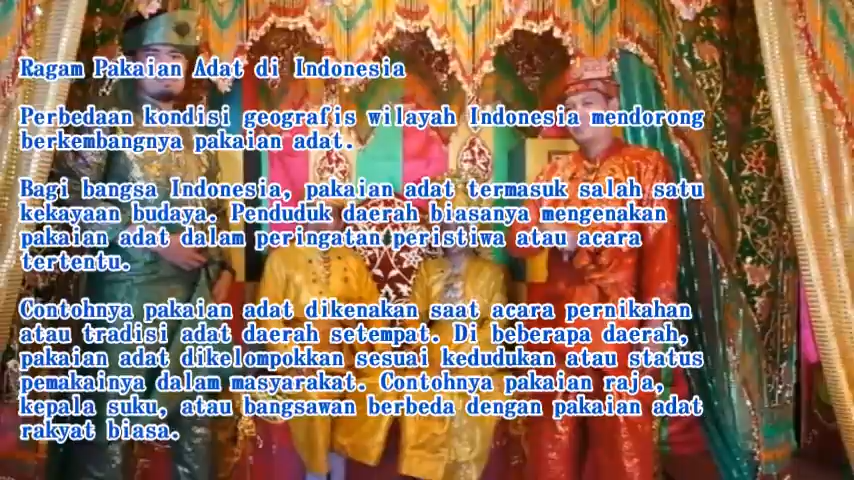 Ragam Pakaian Adat di Indonesia
Perbedaan kondisi geografis wilayah Indonesia mendorong
berkembangnya pakaian adat.
Bagi bangsa Indonesia, pakaian adat termasuk salah satu
kekayaan budaya. Penduduk daerah biasanya mengenakan
pakaian adat dalam peringatan peristiwa atau acara
tertentu.
Contohnya pakaian adat dikenakan saat acara pernikahan
atau tradisi adat daerah setempat. Di beberapa daerah,
pakaian adat dikelompokkan sesuai kedudukan atau status
pemakainya dalam masyarakat. Contohnya pakaian raja,
kepala suku, atau bangsawan berbeda dengan pakaian adat
rakyat biasa.